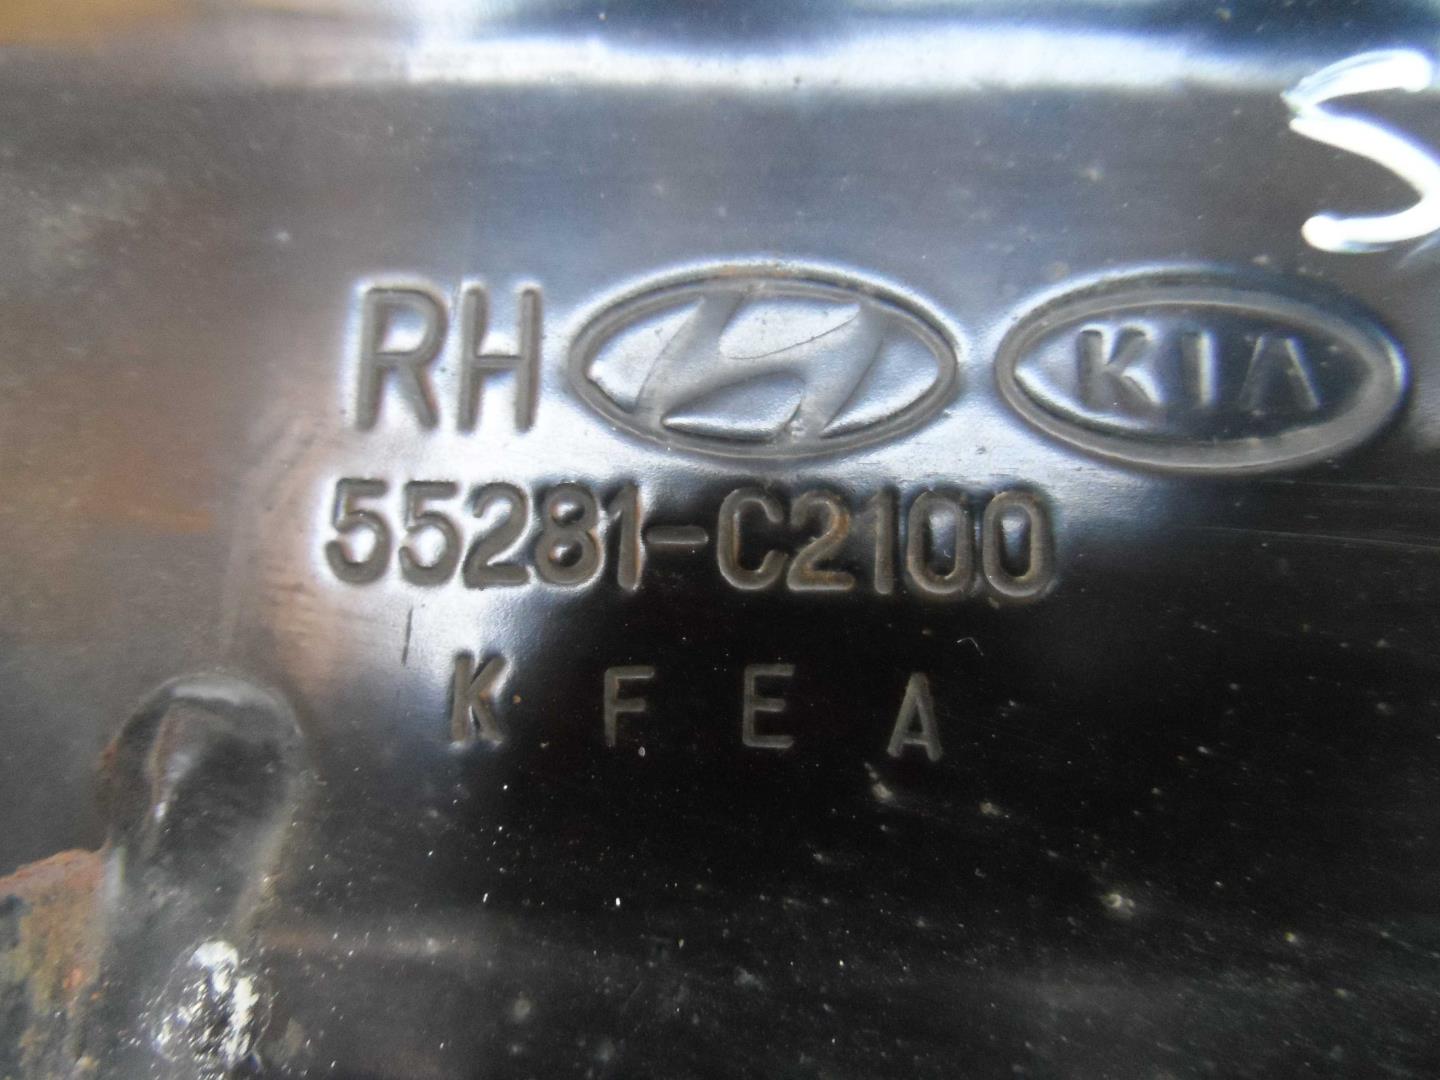 S
RH KIA
55281-C2100
K F E A